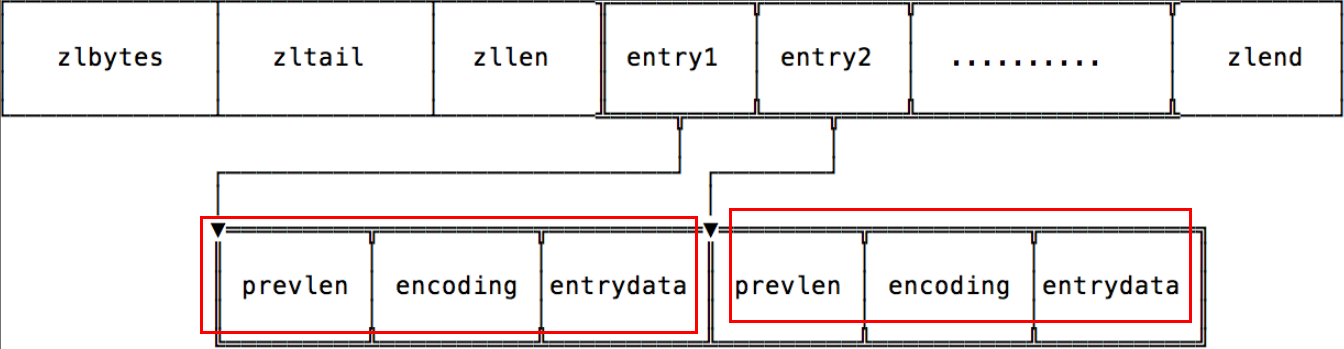 zlbytes zltail zllen entry1 entry2 .......... zlend
prevlen encoding entrydata prevlen encoding entrydata